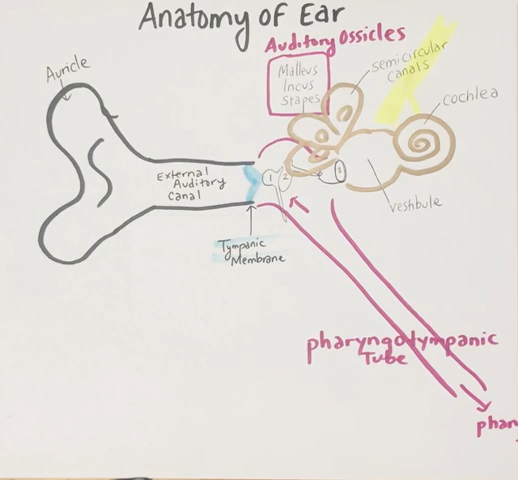 Anatomy of Ear
Auditory Ossicles
Auricle
Malleus
Incus
Stapes
semicircular
canals
cochlea
External
Auditory
Canal
1
2
3
vestibule
Tympanic
Membrane
pharyngotympanic
Tube
phar